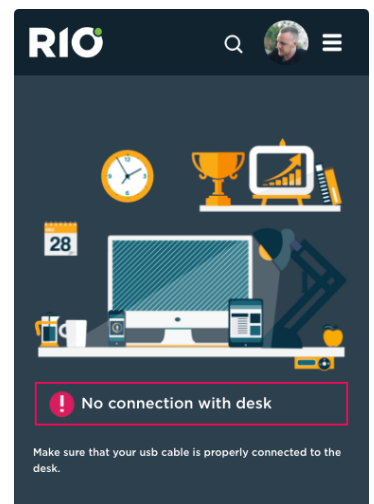 RIO
28
No connection with desk
Make sure that your usb cable is properly connected to the
desk.